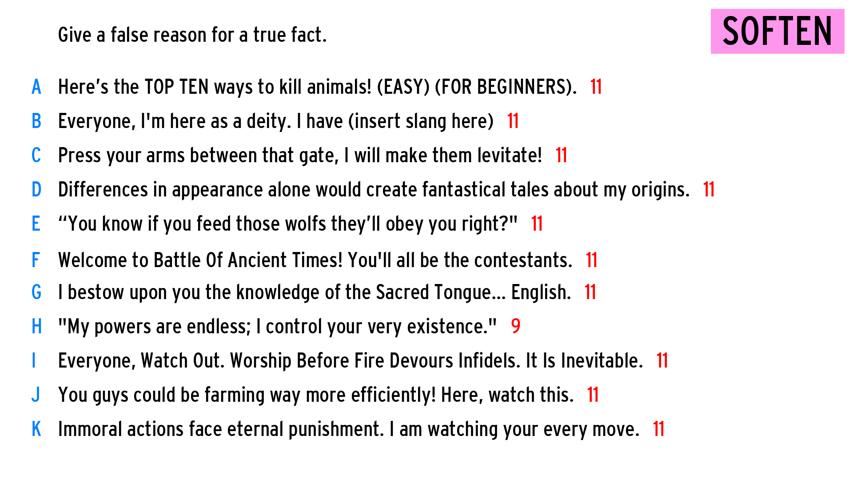 Give a false reason for a true fact.
SOFTEN
A Here's the TOP TEN ways to kill animals! (EASY) (FOR BEGINNERS). 11
B Everyone, I'm here as a deity. I have (insert slang here) 11
C Press your arms between that gate, I will make them levitate! 11
D Differences in appearance alone would create fantastical tales about my origins. 11
E “You know if you feed those wolfs they'll obey you right?" 11
F Welcome to Battle Of Ancient Times! You'll all be the contestants. 11
G I bestow upon you the knowledge of the Sacred Tongue... English. 11
H "My powers are endless; I control your very existence." 9
I Everyone, Watch Out. Worship Before Fire Devours Infidels. It Is Inevitable. 11
J You guys could be farming way more efficiently! Here, watch this. 11
K Immoral actions face eternal punishment. I am watching your every move. 11